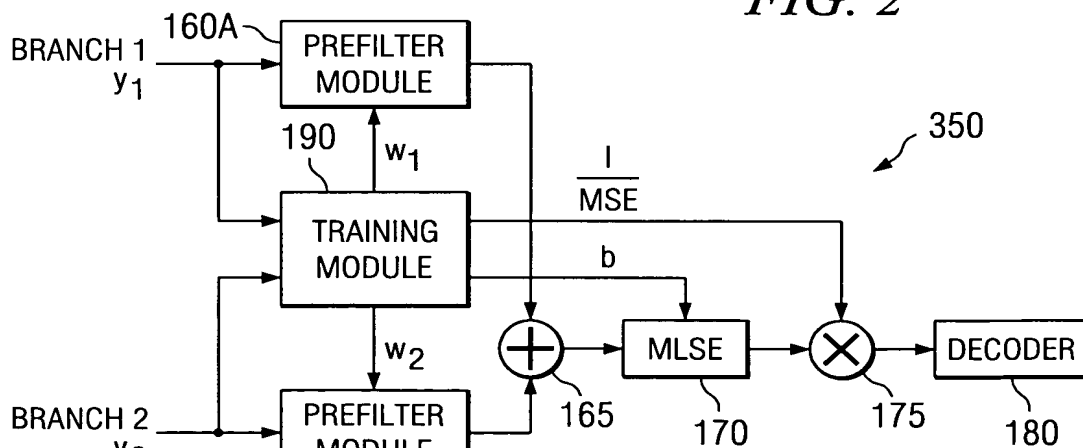 FIG. 2
160A
BRANCH 1
y1
PREFILTER
MODULE
190
w1
350
I
MSE
TRAINING
MODULE
b
w2
MLSE
DECODER
165
170
175
180
BRANCH 2
PREFILTER
MODULE